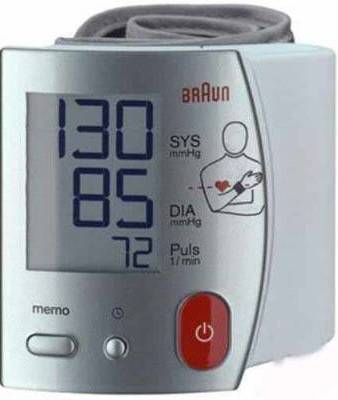 BRAUN
130
SYS
mmHg
85
DIA
mmHg
72
Puls
1/min
memo